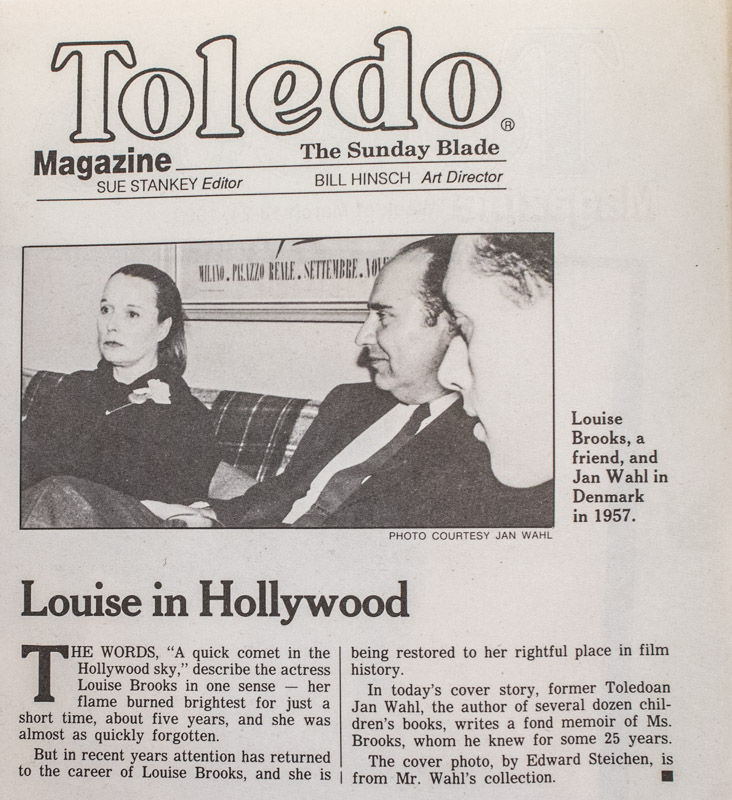 Toledo®
Magazine
The Sunday Blade
SUE STANKEY Editor
BILL HINSCH Art Director
MILANO . PALAZZO REALE . SETTEMBRE .
Louise
Brooks, a
friend, and
Jan Wahl in
Denmark
in 1957.
PHOTO COURTESY JAN WAHL
Louise in Hollywood
THE WORDS, “A quick comet in the
Hollywood sky,” describe the actress
Louise Brooks in one sense — her
flame burned brightest for just a
short time, about five years, and she was
almost as quickly forgotten.
But in recent years attention has returned
to the career of Louise Brooks, and she is
being restored to her rightful place in film
history.
In today’s cover story, former Toledoan
Jan Wahl, the author of several dozen chil-
dren’s books, writes a fond memoir of Ms.
Brooks, whom he knew for some 25 years.
The cover photo, by Edward Steichen, is
from Mr. Wahl’s collection. ■